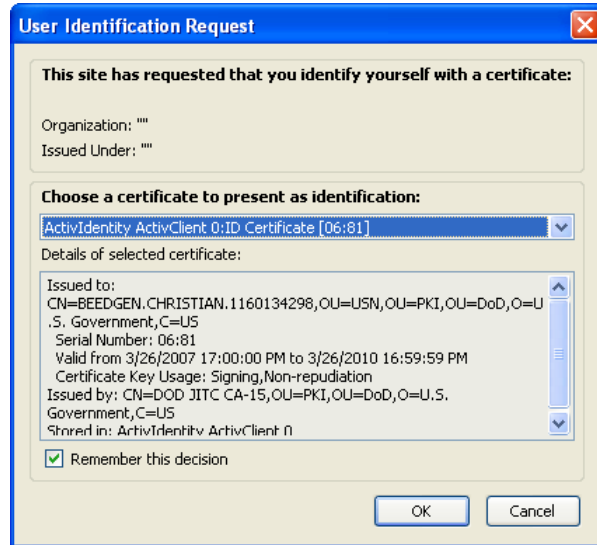 User Identification Request
This site has requested that you identify yourself with a certificate:
Organization: ""
Issued Under: ""
Choose a certificate to present as identification:
ActivIdentity ActivClient 0:ID Certificate [06:81]
Details of selected certificate:
Issued to:
CN=BEEDGEN.CHRISTIAN.1160134298,OU=USN,OU=PKI,OU=DoD,O=U
.S. Government,C=US
Serial Number: 06:81
Valid from 3/26/2007 17:00:00 PM to 3/26/2010 16:59:59 PM
Certificate Key Usage: Signing,Non-repudiation
Issued by: CN=DOD JITC CA-15,OU=PKI,OU=DoD,O=U.S.
Government,C=US
Stored in: ActivIdentity ActivClient 0
Remember this decision
OK
Cancel